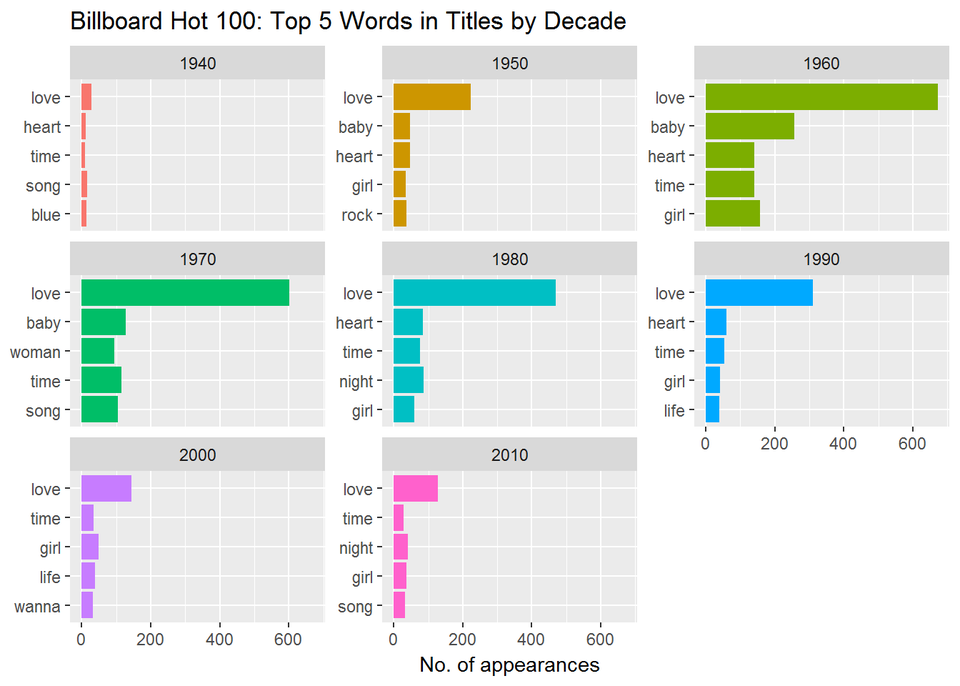 Billboard Hot 100: Top 5 Words in Titles by Decade
1940
love
heart
time
song
blue
1950
love
baby
heart
girl
rock
1960
love
baby
heart
time
girl
1970
love
baby
woman
time
song
1980
love
heart
time
night
girl
1990
love
heart
time
girl
life
0 200 400 600
2000
love
time
girl
life
wanna
0 200 400 600
2010
love
time
night
girl
song
0 200 400 600
No. of appearances